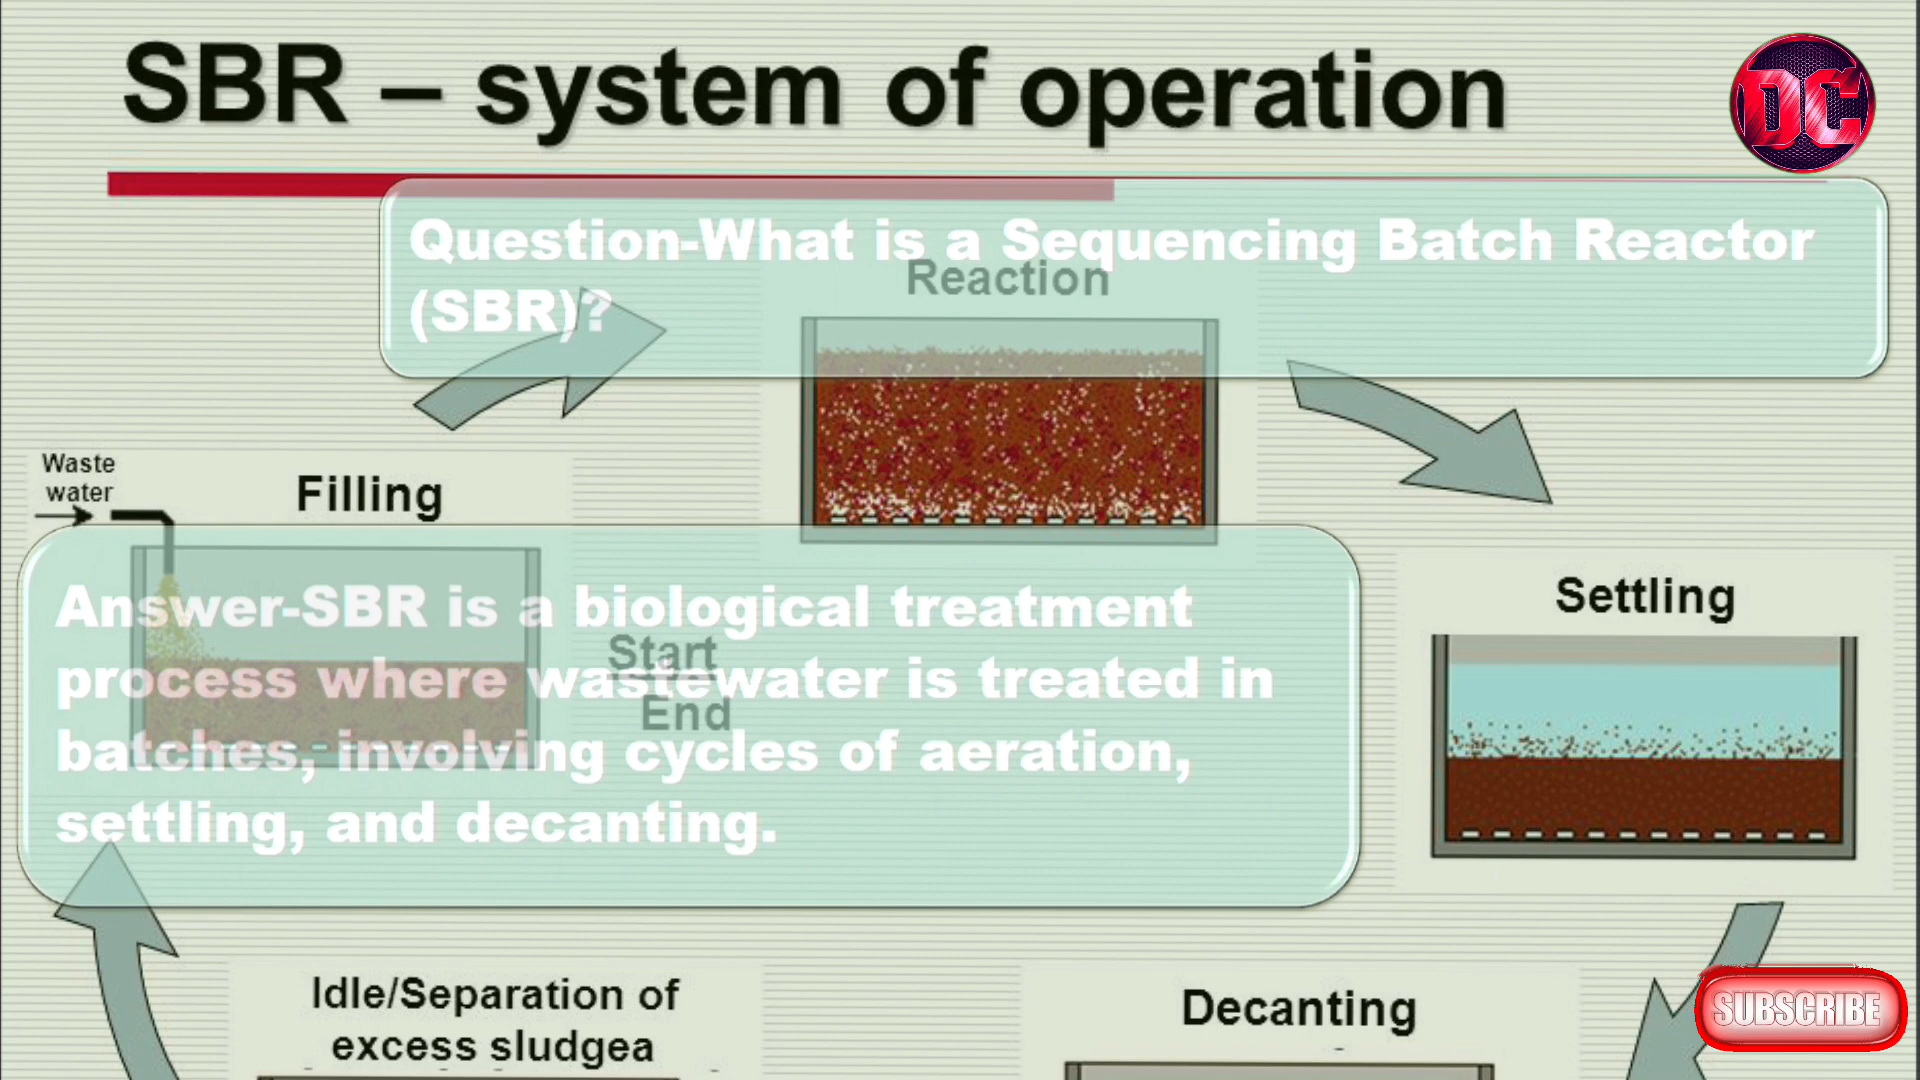 SBR – system of operation
DC
Question-What is a Sequencing Batch Reactor
(SBR)?
Reaction
Waste
water
Filling
Answer-SBR is a biological treatment
process where wastewater is treated in
batches, involving cycles of aeration,
settling, and decanting.
Start
End
Settling
Idle/Separation of
excess sludgea
Decanting
SUBSCRIBE